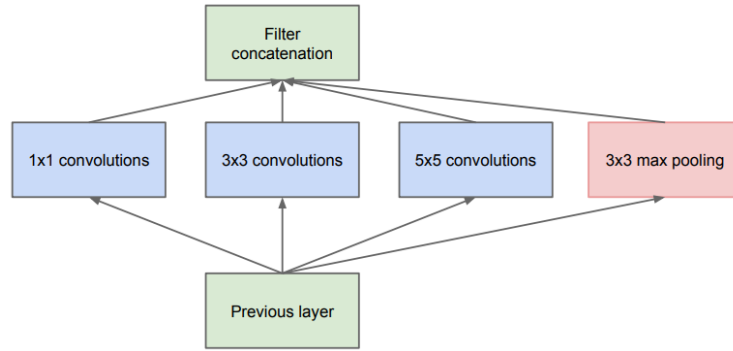 Filter
concatenation
1x1 convolutions
3x3 convolutions
5x5 convolutions
3x3 max pooling
Previous layer